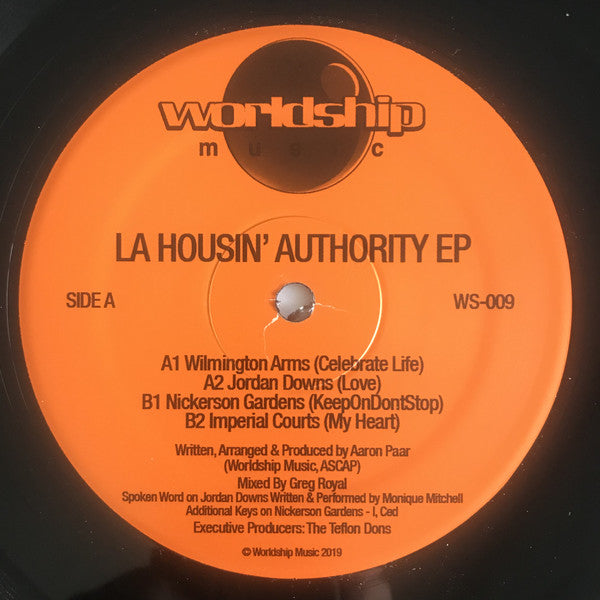 worldship
music
LA HOUSIN' AUTHORITY EP
SIDE A WS-009
A1 Wilmington Arms (Celebrate Life)
A2 Jordan Downs (Love)
B1 Nickerson Gardens (KeepOnDontStop)
B2 Imperial Courts (My Heart)
Written, Arranged & Produced by Aaron Paar
(Worldship Music, ASCAP)
Mixed By Greg Royal
Spoken Word on Jordan Downs Written & Performed by Monique Mitchell
Additional Keys on Nickerson Gardens - I, Ced
Executive Producers: The Teflon Dons
© Worldship Music 2019